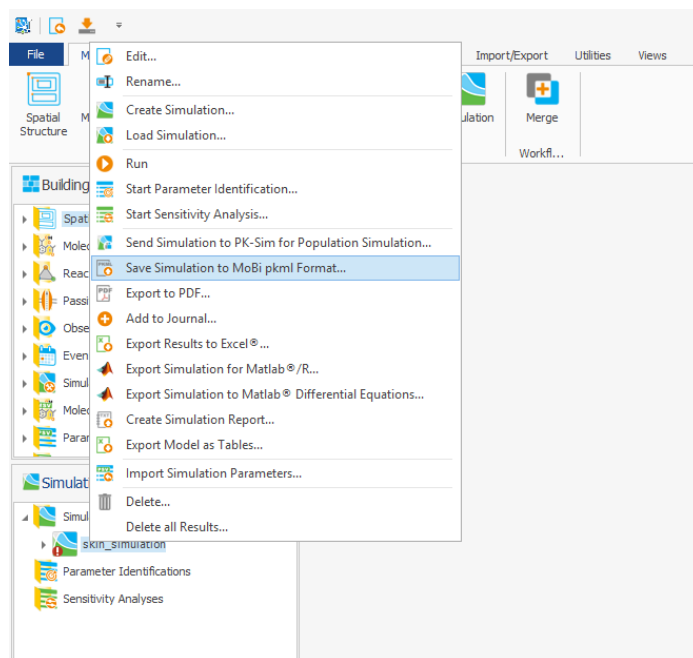 File
M
Import/Export
Utilities
Views
Spatial
Structure
M
ulation
Merge
Workfl...
Edit...
Rename...
Create Simulation...
Load Simulation...
Run
Start Parameter Identification...
Start Sensitivity Analysis...
Send Simulation to PK-Sim for Population Simulation...
Save Simulation to MoBi pkml Format...
Export to PDF...
Add to Journal...
Export Results to Excel®...
Export Simulation for Matlab®/R...
Export Simulation to Matlab® Differential Equations...
Create Simulation Report...
Export Model as Tables...
Import Simulation Parameters...
Delete...
Delete all Results...
Building
Spat
Molec
Reac
Passi
Obse
Even
Simul
Molec
Parar
Simulat
Simul
skin_simulation
Parameter Identifications
Sensitivity Analyses